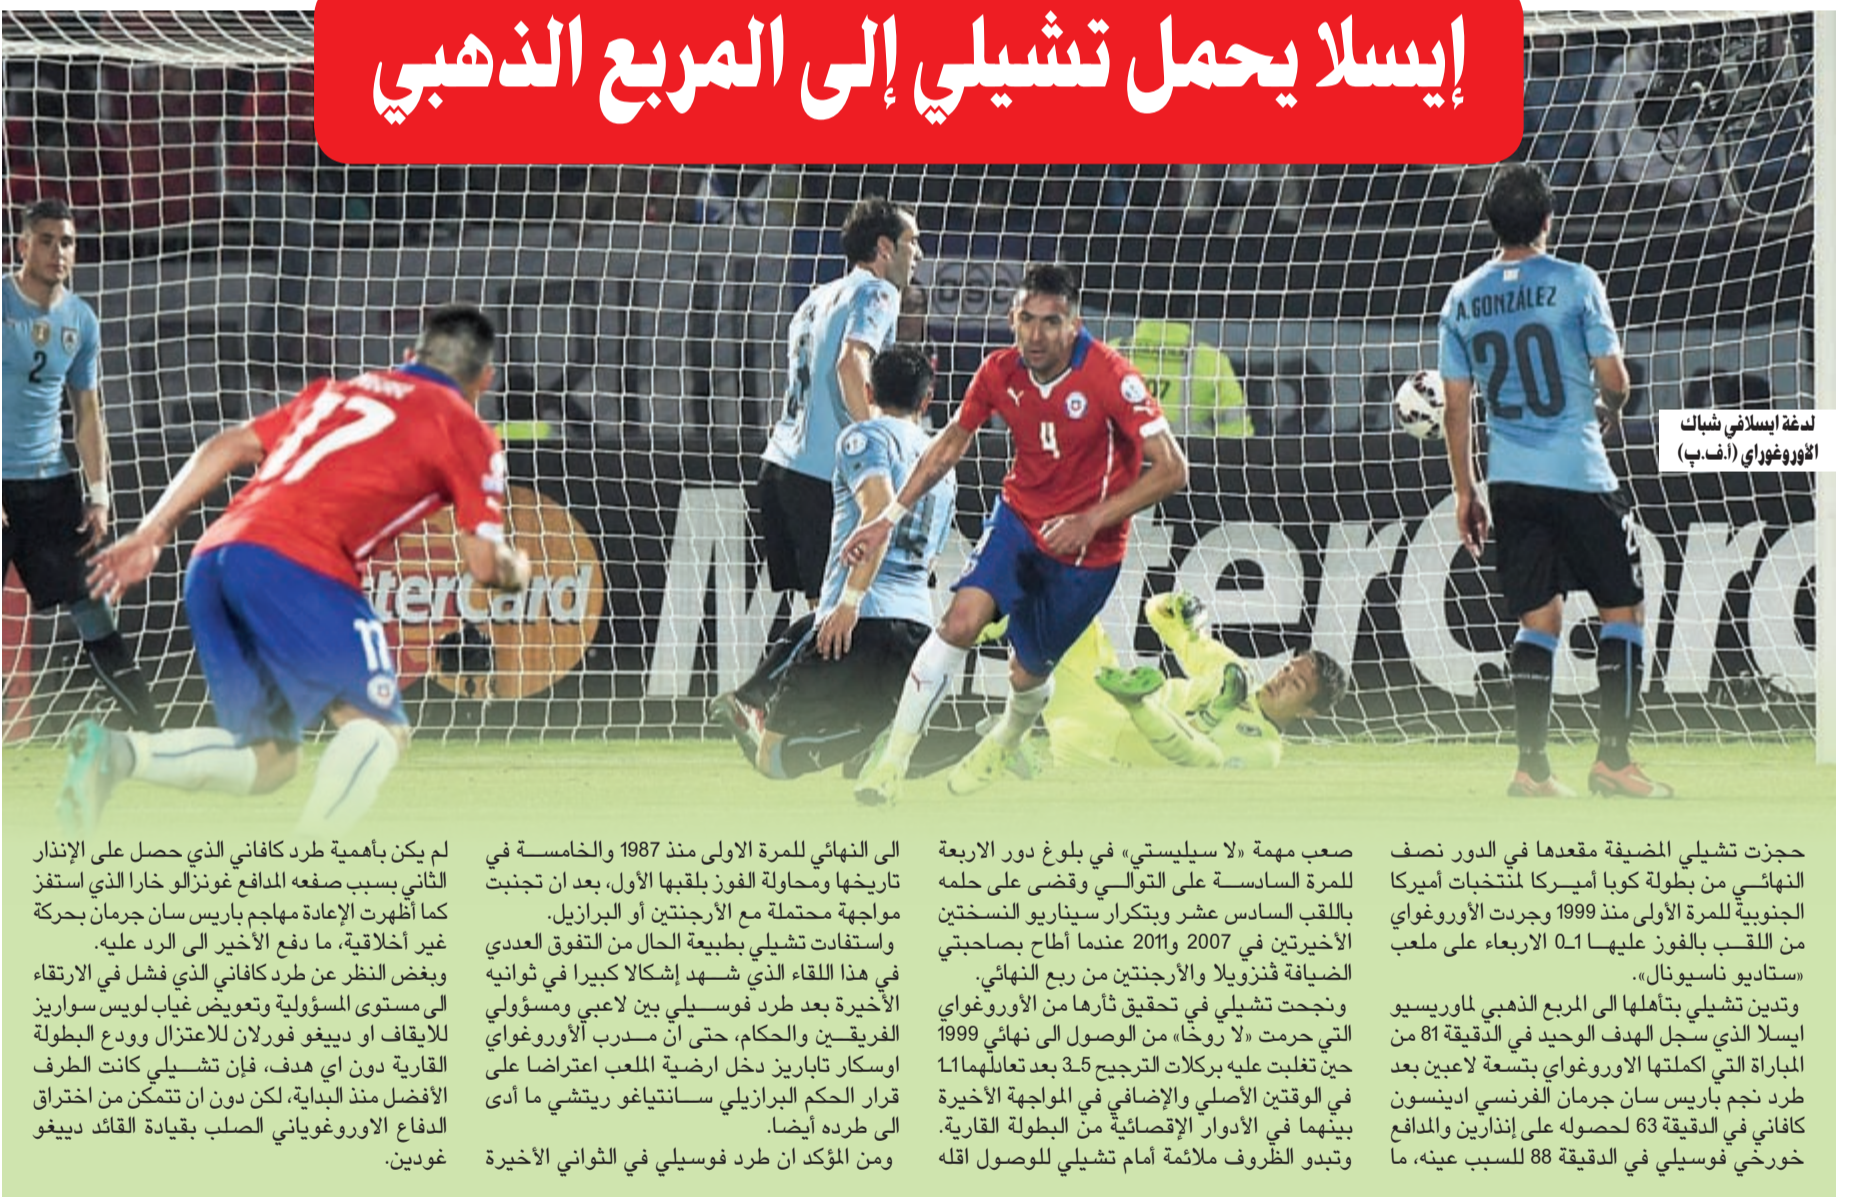 إيسلا يحمل تشيلي إلى المربع الذهبي
2
17
11
4
A.GONZÁLEZ
20
07
MasterCard
لدغة ايسلافي شباك
الأوروغوراي (أ.ف.پ)
حجزت تشيلي المضيفة مقعدها في الدور نصف
النهائي من بطولة كوبا أميركا لمنتخبات أميركا
الجنوبية للمرة الأولى منذ 1999 وجردت الأوروغواي
من اللقب بالفوز عليها 1ـ0 الاربعاء على ملعب
«ستاديو ناسيونال».
وتدين تشيلي بتأهلها الى المربع الذهبي لماوريسيو
ايسلا الذي سجل الهدف الوحيد في الدقيقة 81 من
المباراة التي اكملتها الاوروغواي بتسعة لاعبين بعد
طرد نجم باريس سان جرمان الفرنسي ادينسون
كافاني في الدقيقة 63 لحصوله على إنذارين والمدافع
خورخي فوسيلي في الدقيقة 88 للسبب عينه، ما
صعب مهمة «لا سيليستي» في بلوغ دور الاربعة
للمرة السادسة على التوالي وقضى على حلمه
باللقب السادس عشر وبتكرار سيناريو النسختين
الأخيرتين في 2007 و2011 عندما أطاح بصاحبتي
الضيافة ڤنزويلا والأرجنتين من ربع النهائي.
ونجحت تشيلي في تحقيق ثأرها من الأوروغواي
التي حرمت «لا روخا» من الوصول الى نهائي 1999
حين تغلبت عليه بركلات الترجيح 5ـ3 بعد تعادلهما 1ـ1
في الوقتين الأصلي والإضافي في المواجهة الأخيرة
بينهما في الأدوار الإقصائية من البطولة القارية.
وتبدو الظروف ملائمة أمام تشيلي للوصول اقله
الى النهائي للمرة الاولى منذ 1987 والخامسة في
تاريخها ومحاولة الفوز بلقبها الأول، بعد ان تجنبت
مواجهة محتملة مع الأرجنتين أو البرازيل.
واستفادت تشيلي بطبيعة الحال من التفوق العددي
في هذا اللقاء الذي شهد إشكالا كبيرا في ثوانيه
الأخيرة بعد طرد فوسيلي بين لاعبي ومسؤولي
الفريقين والحكام، حتى ان مدرب الأوروغواي
اوسكار تاباريز دخل ارضية الملعب اعتراضا على
قرار الحكم البرازيلي سانتياغو ريتشي ما أدى
الى طرده أيضا.
ومن المؤكد ان طرد فوسيلي في الثواني الأخيرة
لم يكن بأهمية طرد كافاني الذي حصل على الإنذار
الثاني بسبب صفعه المدافع غونزالو خارا الذي استفز
كما أظهرت الإعادة مهاجم باريس سان جرمان بحركة
غير أخلاقية، ما دفع الأخير الى الرد عليه.
وبغض النظر عن طرد كافاني الذي فشل في الارتقاء
الى مستوى المسؤولية وتعويض غياب لويس سواريز
للايقاف او دييغو فورلان للاعتزال وودع البطولة
القارية دون اي هدف، فإن تشيلي كانت الطرف
الأفضل منذ البداية، لكن دون ان تتمكن من اختراق
الدفاع الاوروغوياني الصلب بقيادة القائد دييغو
غودين.